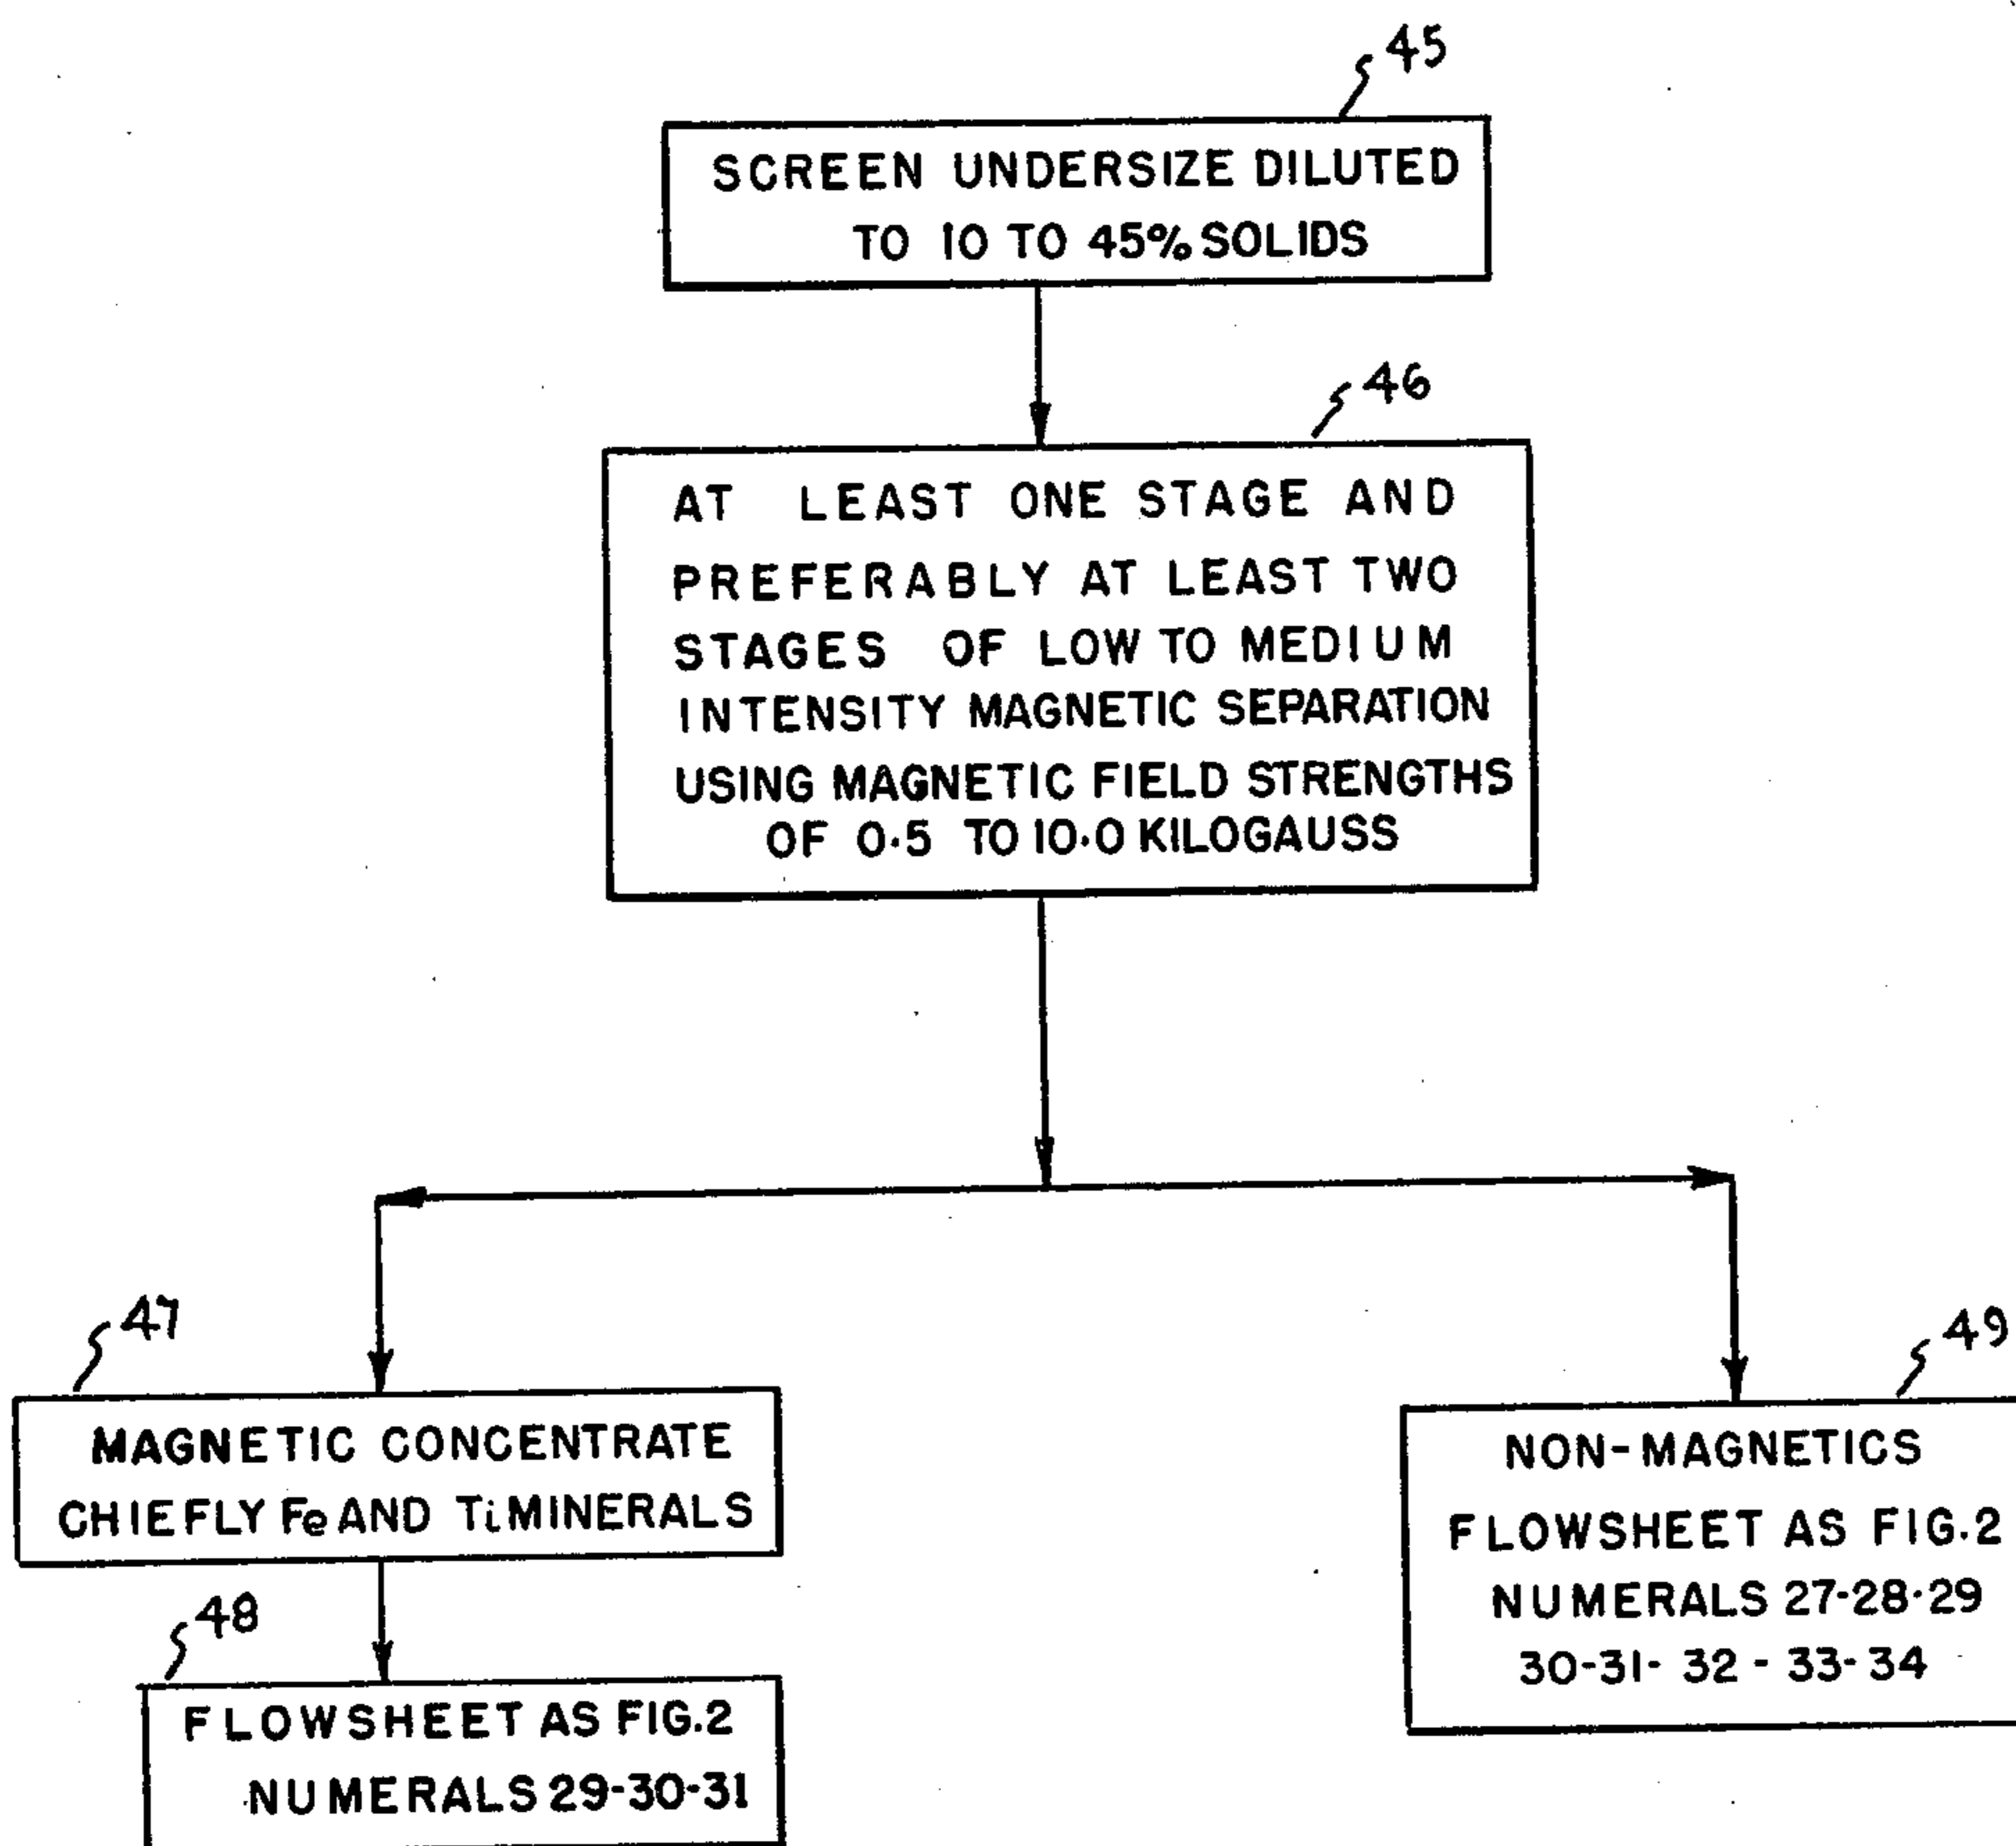 45
SCREEN UNDERSIZE DILUTED
TO 10 TO 45% SOLIDS
46
AT LEAST ONE STAGE AND
PREFERABLY AT LEAST TWO
STAGES OF LOW TO MEDIUM
INTENSITY MAGNETIC SEPARATION
USING MAGNETIC FIELD STRENGTHS
OF 0.5 TO 10.0 KILOGAUSS
47
MAGNETIC CONCENTRATE
CHIEFLY Fe AND Ti MINERALS
48
FLOWSHEET AS FIG.2
NUMERALS 29-30-31
49
NON-MAGNETICS
FLOWSHEET AS FIG.2
NUMERALS 27-28-29
30-31-32-33-34